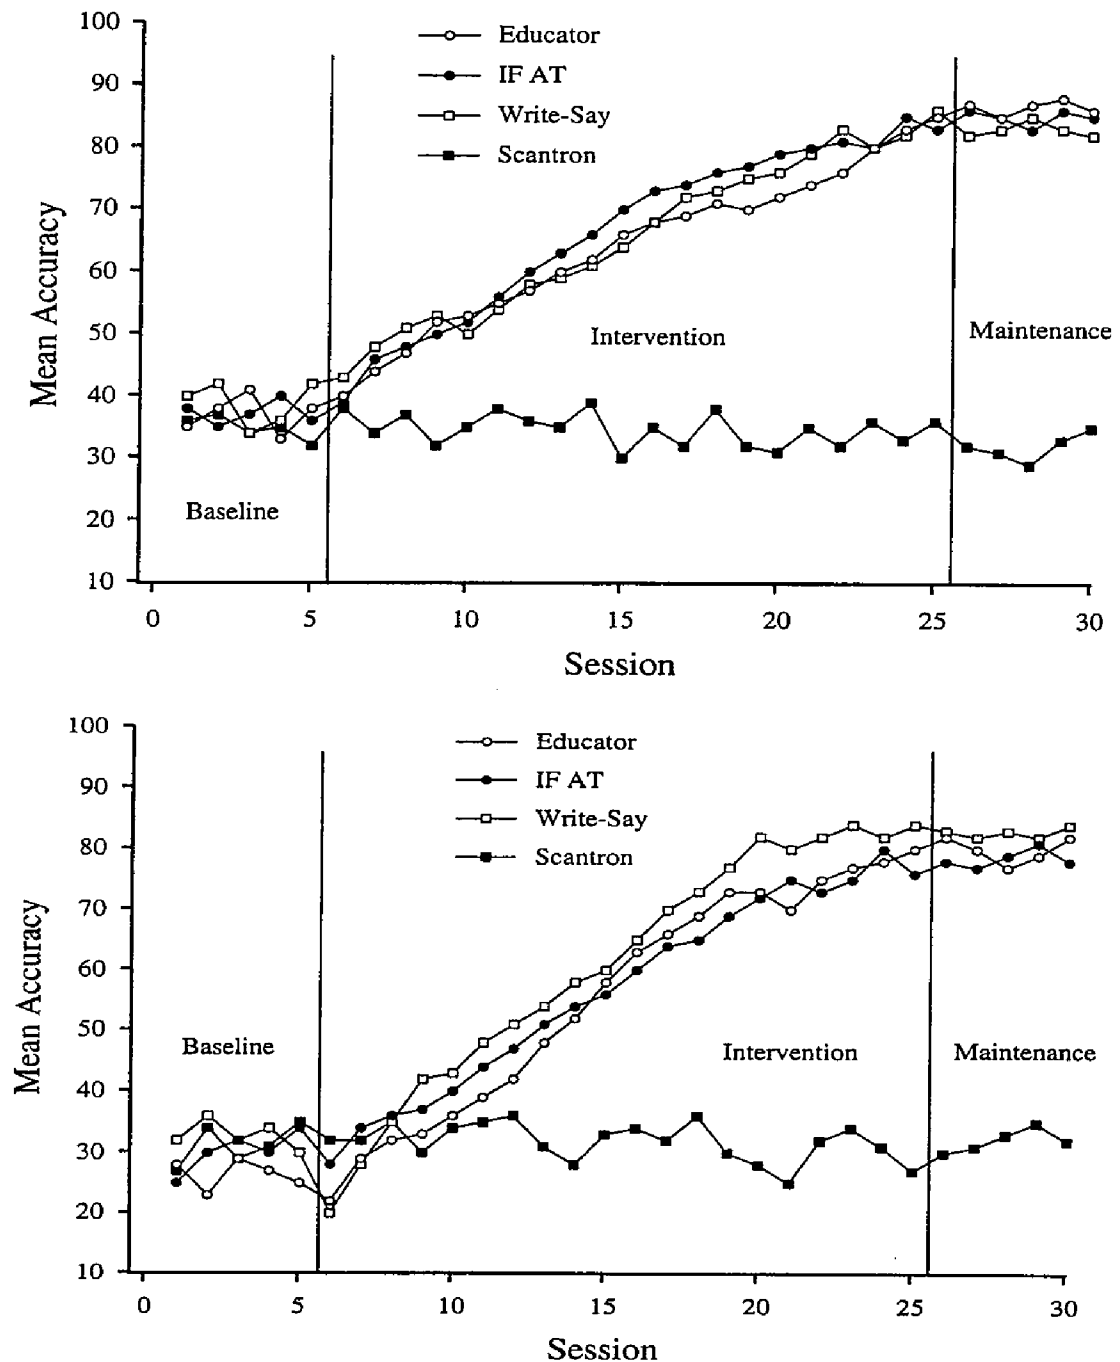 100
90
80
70
60
50
40
30
20
10
Mean Accuracy
Educator
IF AT
Write-Say
Scantron
Intervention
Maintenance
Baseline
0 5 10 15 20 25 30
Session
100
90
80
70
60
50
40
30
20
10
Mean Accuracy
Educator
IF AT
Write-Say
Scantron
Baseline
Intervention
Maintenance
0 5 10 15 20 25 30
Session